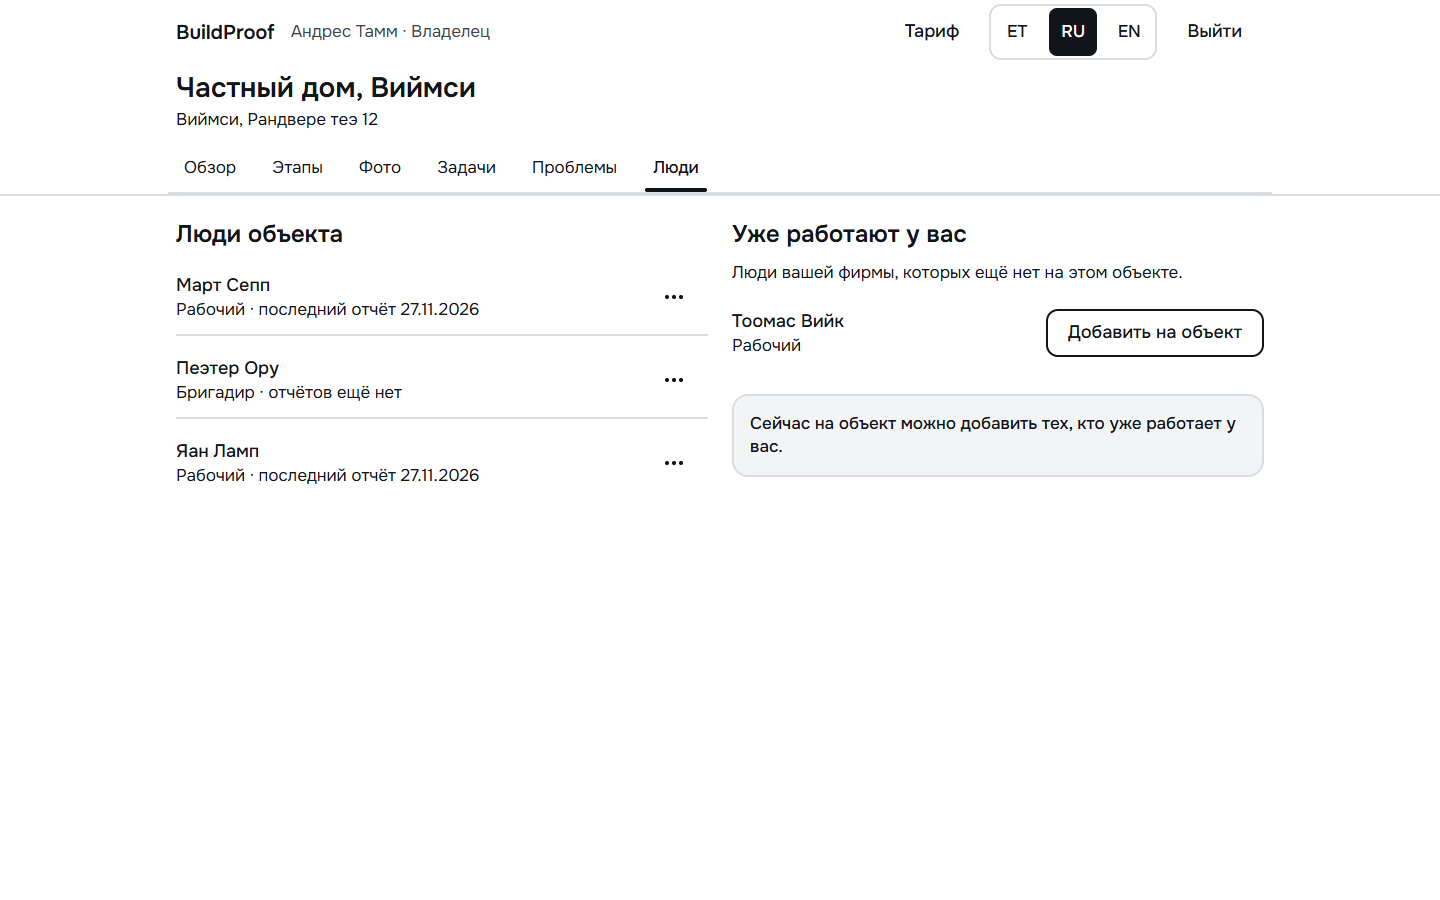 BuildProof Андрес Тамм · Владелец Тариф ET RU EN Выйти
Частный дом, Виймси
Виймси, Рандвере теэ 12
Обзор Этапы Фото Задачи Проблемы Люди
Люди объекта
Март Сепп
Рабочий · последний отчёт 27.11.2026
Пеэтер Ору
Бригадир · отчётов ещё нет
Яан Ламп
Рабочий · последний отчёт 27.11.2026
Уже работают у вас
Люди вашей фирмы, которых ещё нет на этом объекте.
Тоомас Вийк
Рабочий
Добавить на объект
Сейчас на объект можно добавить тех, кто уже работает у
вас.